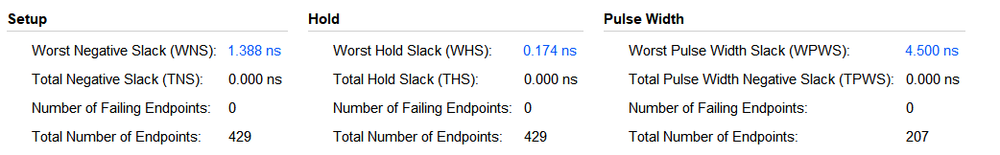 Setup Hold Pulse Width
Worst Negative Slack (WNS): 1.388 ns Worst Hold Slack (WHS): 0.174 ns Worst Pulse Width Slack (WPWS): 4.500 ns
Total Negative Slack (TNS): 0.000 ns Total Hold Slack (THS): 0.000 ns Total Pulse Width Negative Slack (TPWS): 0.000 ns
Number of Failing Endpoints: 0 Number of Failing Endpoints: 0 Number of Failing Endpoints: 0
Total Number of Endpoints: 429 Total Number of Endpoints: 429 Total Number of Endpoints: 207